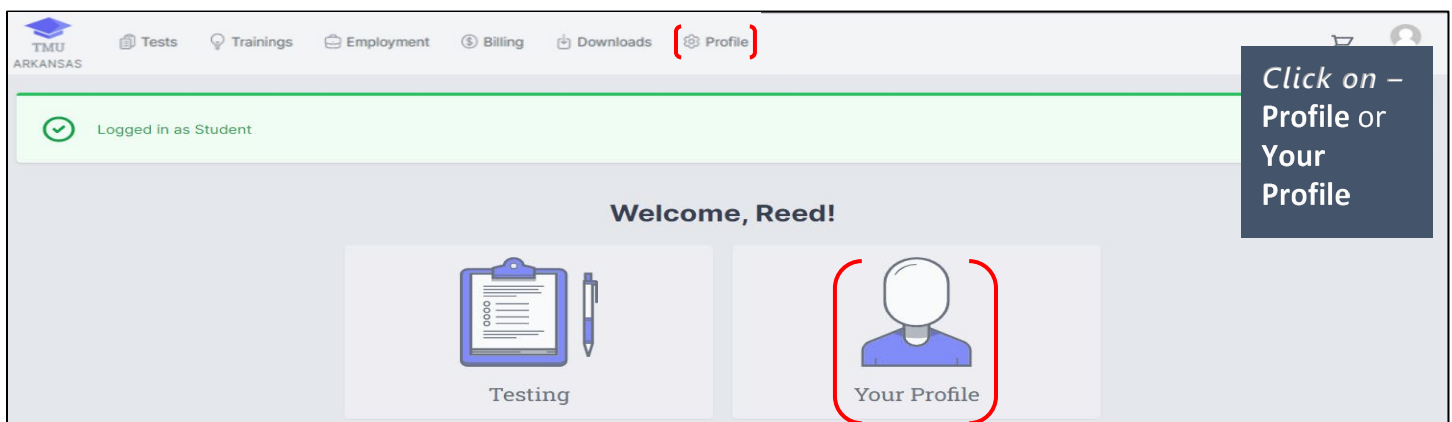 TMU
ARKANSAS
Tests Trainings Employment Billing Downloads Profile
Click on –
Profile or
Your
Profile
Logged in as Student
Welcome, Reed!
Testing
Your Profile